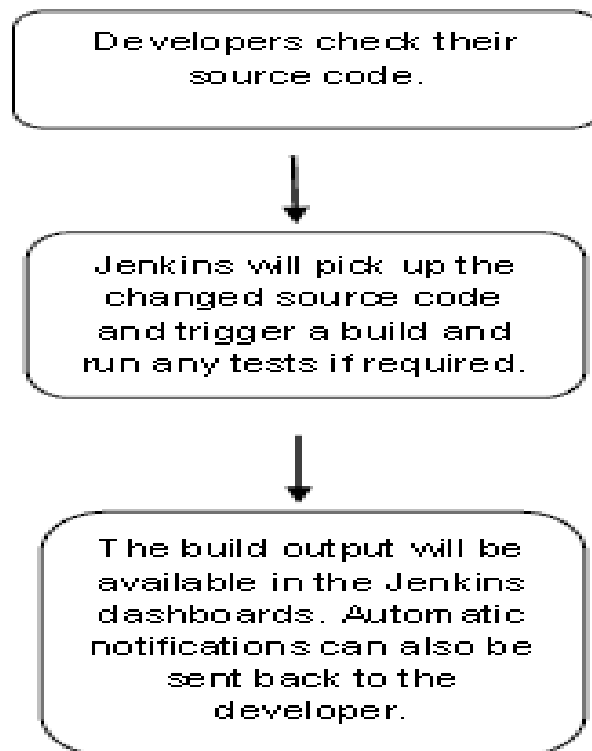 Developers check their
source code.
Jenkins will pick up the
changed source code
and trigger a build and
run any tests if required.
The build output will be
available in the Jenkins
dashboards. Automatic
notifications can also be
sent back to the
developer.